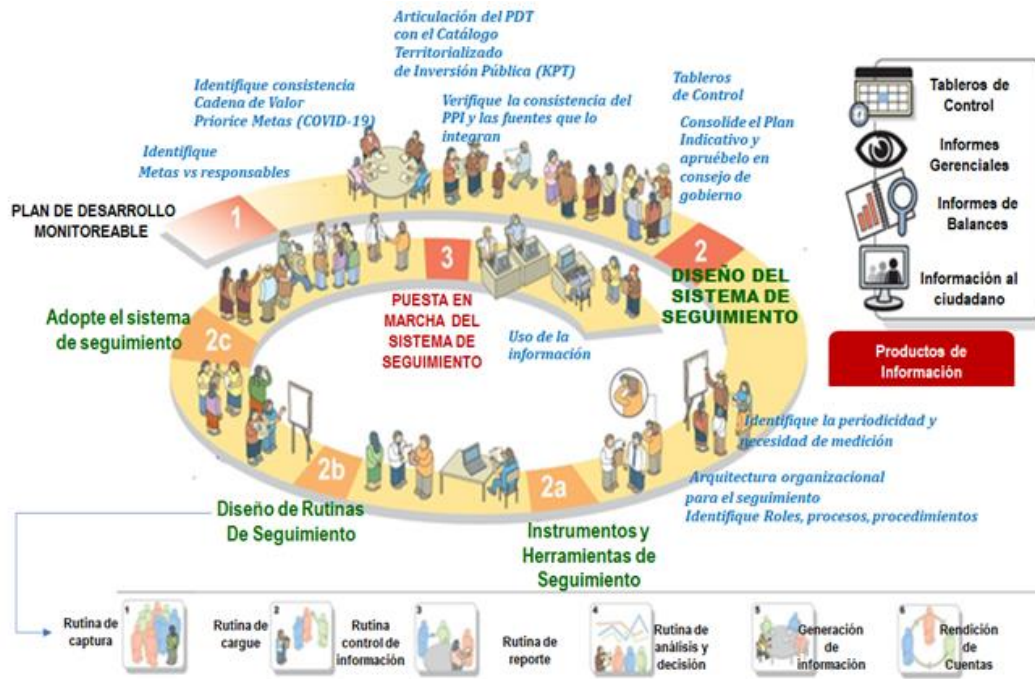 Articulación del PDT
con el Catálogo
Territorializado
de Inversión Pública (KPT)
Identifique consistencia
Cadena de Valor
Priorice Metas (COVID-19)
Verifique la consistencia del
PPI y las fuentes que lo
integran
Tableros
de Control
Consolide el Plan
Indicativo y
apruébelo en
consejo de
gobierno
Identifique
Metas vs responsables
PLAN DE DESARROLLO
MONITOREABLE
1
2
DISEÑO DEL
SISTEMA DE
SEGUIMIENTO
3
PUESTA EN
MARCHA DEL
SISTEMA DE
SEGUIMIENTO
Uso de la
información
Adopte el sistema
de seguimiento
2c
2b
2a
Identifique la periodicidad y
necesidad de medición
Arquitectura organizacional
para el seguimiento
Identifique Roles, procesos, procedimientos
Diseño de Rutinas
De Seguimiento
Instrumentos y
Herramientas de
Seguimiento
Tableros de
Control
Informes
Gerenciales
Informes de
Balances
Información al
ciudadano
Productos de
Información
Rutina de
captura
1
Rutina de
cargue
2
Rutina
control de
información
3
Rutina de
reporte
4
Rutina de
análisis y
decisión
5
Generación
de
información
6
Rendición
de
Cuentas